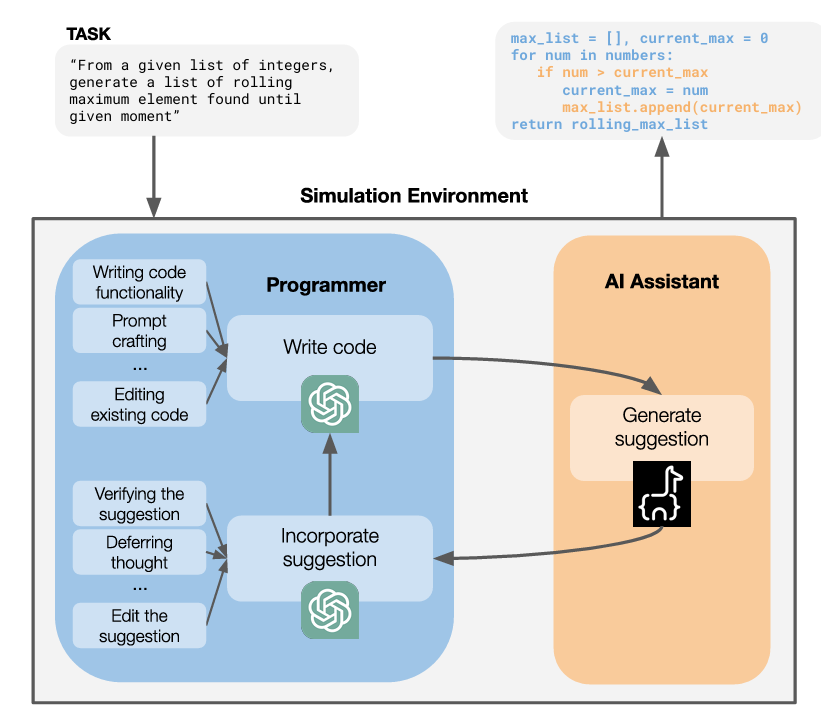 TASK
“From a given list of integers,
generate a list of rolling
maximum element found until
given moment”
max_list = [], current_max = 0
for num in numbers:
if num > current_max
current_max = num
max_list.append(current_max)
return rolling_max_list
Simulation Environment
Programmer
Writing code
functionality
Prompt
crafting
...
Editing
existing code
Write code
Verifying the
suggestion
Deferring
thought
...
Edit the
suggestion
Incorporate
suggestion
AI Assistant
Generate
suggestion